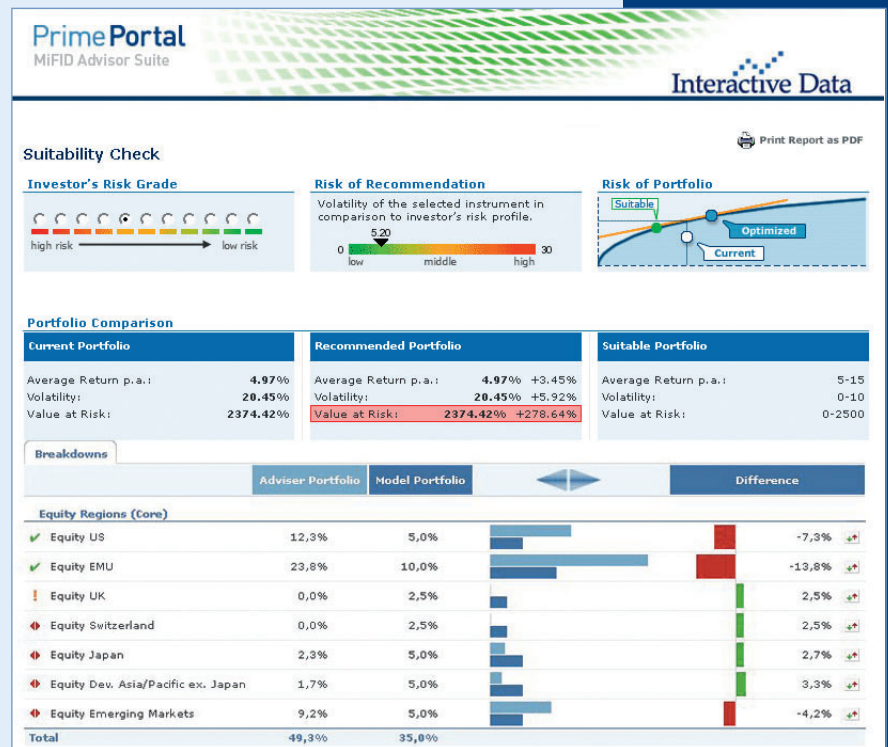 PrimePortal
MiFID Advisor Suite
Interactive Data
Print Report as PDF
Suitability Check
Investor's Risk Grade
high risk
low risk
Risk of Recommendation
Volatility of the selected instrument in
comparison to investor's risk profile.
5.20
0
30
low
middle
high
Risk of Portfolio
Suitable
Optimized
Current
Portfolio Comparison
Current Portfolio
Average Return p.a.: 4.97%
Volatility: 20.45%
Value at Risk: 2374.42%
Recommended Portfolio
Average Return p.a.: 4.97% +3.45%
Volatility: 20.45% +5.92%
Value at Risk: 2374.42% +278.64%
Suitable Portfolio
Average Return p.a.: 5-15
Volatility: 0-10
Value at Risk: 0-2500
Breakdowns
Adviser Portfolio Model Portfolio Difference
Equity Regions (Core)
Equity US 12,3% 5,0% -7,3%
Equity EMU 23,8% 10,0% -13,8%
! Equity UK 0,0% 2,5% 2,5%
Equity Switzerland 0,0% 2,5% 2,5%
Equity Japan 2,3% 5,0% 2,7%
Equity Dev. Asia/Pacific ex. Japan 1,7% 5,0% 3,3%
Equity Emerging Markets 9,2% 5,0% -4,2%
Total 49,3% 35,0%